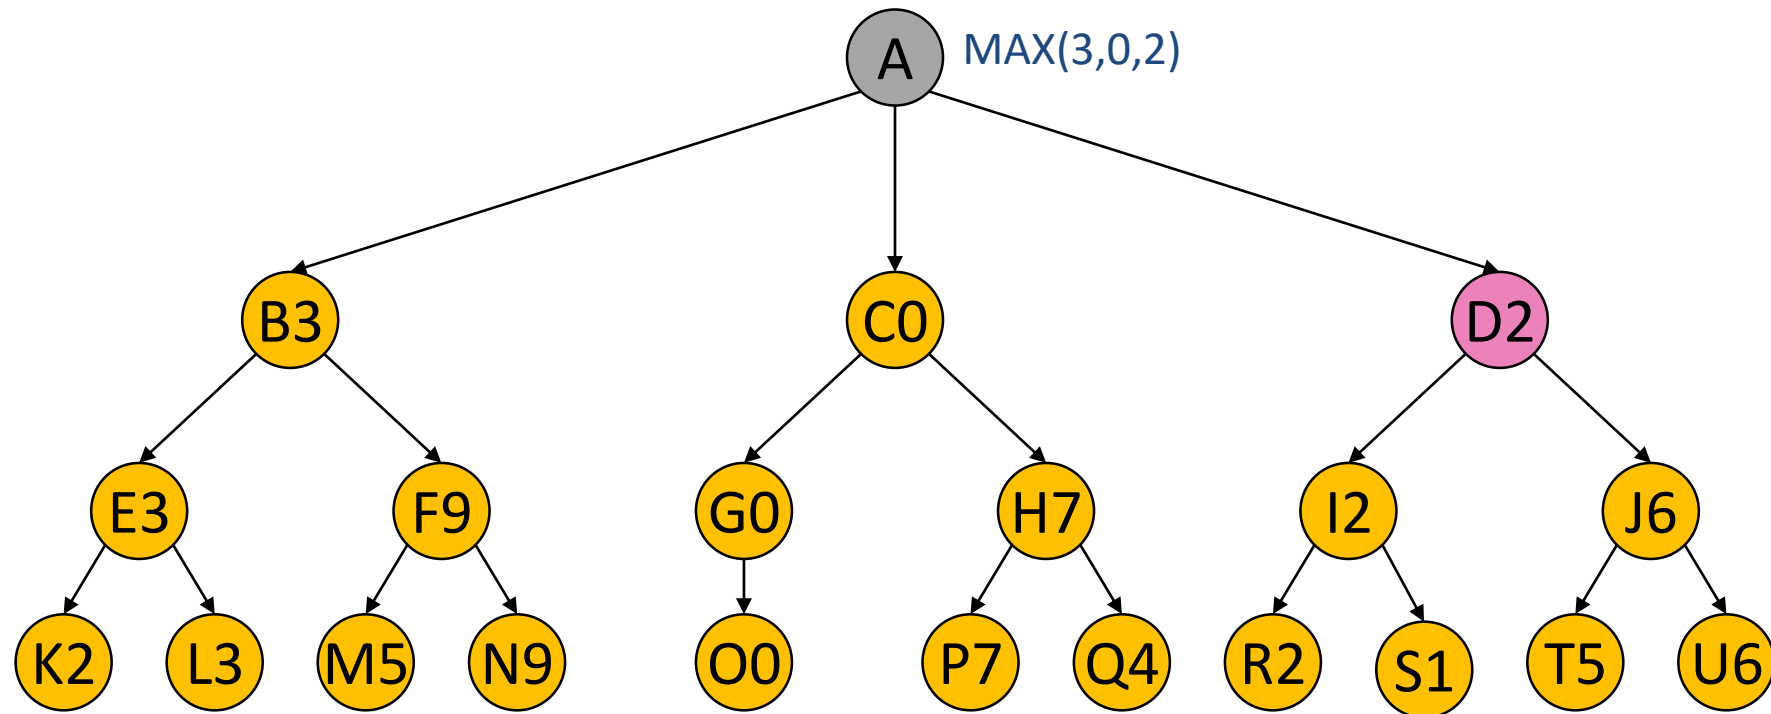 A MAX(3,0,2)
B3 C0 D2
E3 F9 G0 H7 I2 J6
K2 L3 M5 N9 O0 P7 Q4 R2 S1 T5 U6